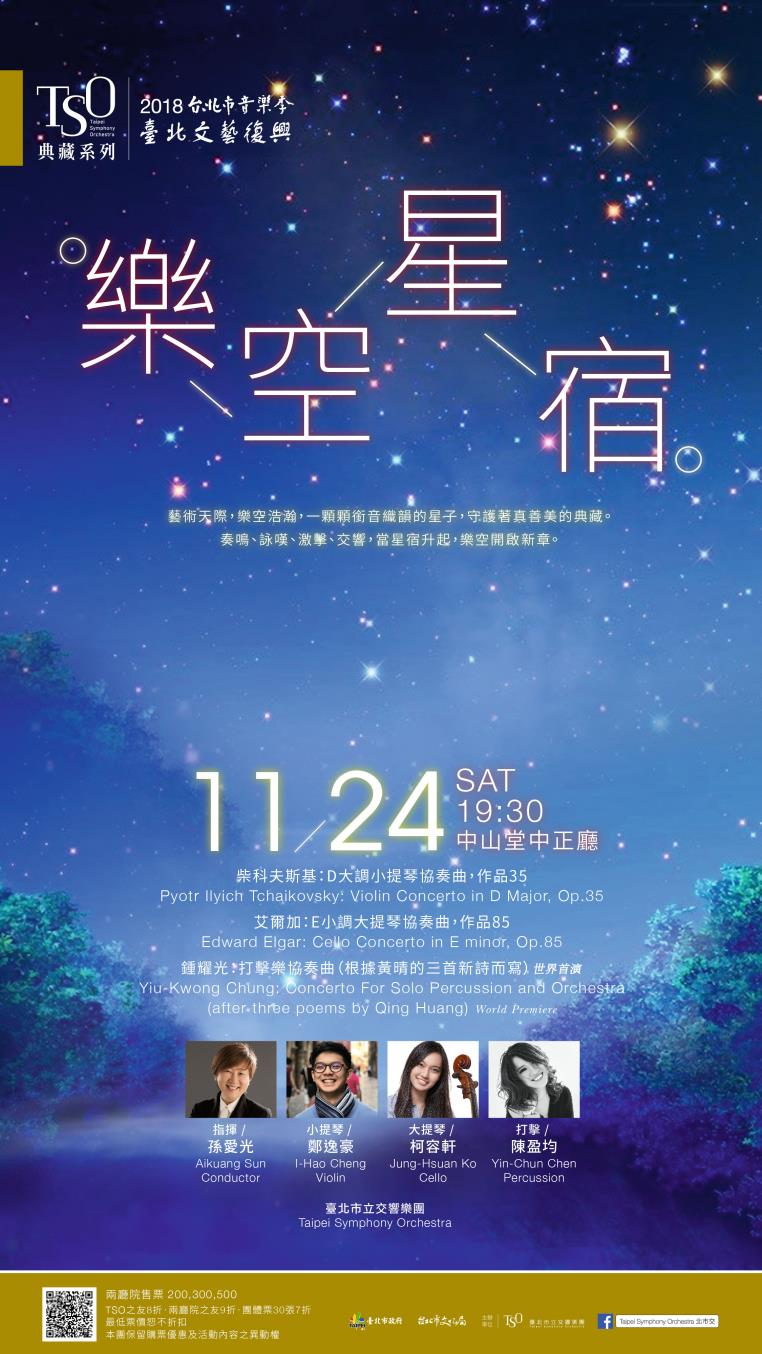 TSO
Taipei
Symphony
Orchestra
典藏系列
2018 台北市音樂季
臺北文藝復興
樂空星宿
藝術天際，樂空浩瀚，一顆顆銜音織韻的星子，守護著真善美的典藏。
奏鳴、詠嘆、激擊、交響，當星宿升起，樂空開啟新章。
11/24 SAT
19:30
中山堂中正廳
柴科夫斯基：D大調小提琴協奏曲，作品35
Pyotr Ilyich Tchaikovsky: Violin Concerto in D Major, Op.35
艾爾加：E小調大提琴協奏曲，作品85
Edward Elgar: Cello Concerto in E minor, Op.85
鍾耀光：打擊樂協奏曲（根據黃晴的三首新詩而寫） 世界首演
Yiu-Kwong Chung: Concerto For Solo Percussion and Orchestra
(after three poems by Qing Huang) World Premiere
指揮 /
孫愛光
Aikuang Sun
Conductor
小提琴 /
鄭逸豪
I-Hao Cheng
Violin
大提琴 /
柯容軒
Jung-Hsuan Ko
Cello
打擊 /
陳盈均
Yin-Chun Chen
Percussion
臺北市立交響樂團
Taipei Symphony Orchestra
兩廳院售票 200,300,500
TSO之友8折·兩廳院之友9折·團體票30張7折
最低票價恕不折扣
本團保留購票優惠及活動內容之異動權
TAIPEI 臺北市政府
台北市文化局
主辦
單位
TSO 臺北市立交響樂團
Taipei Symphony Orchestra 北市交